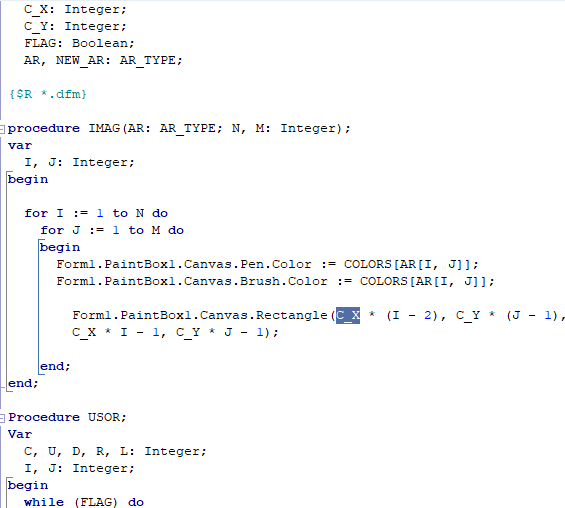 C_X: Integer;
C_Y: Integer;
FLAG: Boolean;
AR, NEW_AR: AR_TYPE;
{$R *.dfm}
procedure IMAG(AR: AR_TYPE; N, M: Integer);
var
I, J: Integer;
begin
for I := 1 to N do
for J := 1 to M do
begin
Form1.PaintBox1.Canvas.Pen.Color := COLORS[AR[I, J]];
Form1.PaintBox1.Canvas.Brush.Color := COLORS[AR[I, J]];
Form1.PaintBox1.Canvas.Rectangle(C_X * (I - 2), C_Y * (J - 1),
C_X * I - 1, C_Y * J - 1);
end;
end;
Procedure USOR;
Var
C, U, D, R, L: Integer;
I, J: Integer;
begin
while (FLAG) do